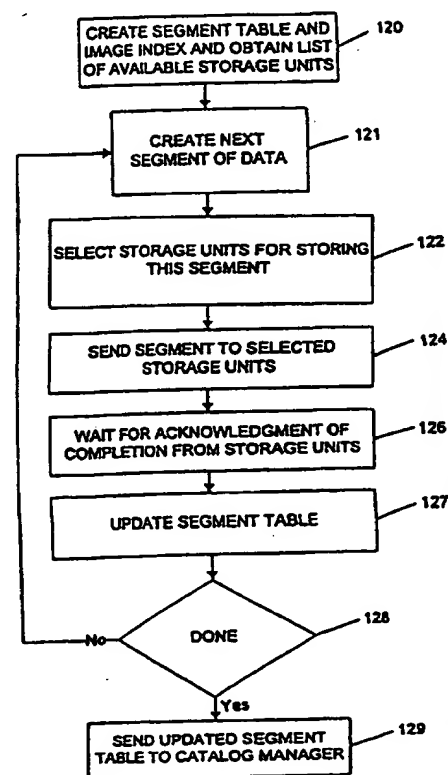 CREATE SEGMENT TABLE AND
IMAGE INDEX AND OBTAIN LIST
OF AVAILABLE STORAGE UNITS
120
CREATE NEXT
SEGMENT OF DATA
121
SELECT STORAGE UNITS FOR STORING
THIS SEGMENT
122
SEND SEGMENT TO SELECTED
STORAGE UNITS
124
WAIT FOR ACKNOWLEDGMENT OF
COMPLETION FROM STORAGE UNITS
126
UPDATE SEGMENT TABLE
127
DONE
128
No
Yes
SEND UPDATED SEGMENT
TABLE TO CATALOG MANAGER
129